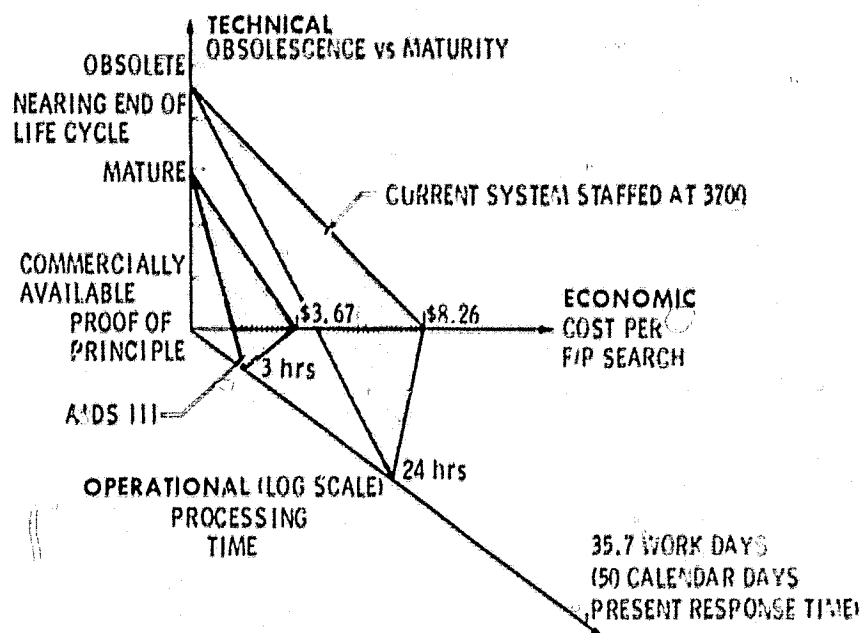 TECHNICAL
OBSOLESCENCE vs MATURITY
OBSOLETE
NEARING END OF
LIFE CYCLE
MATURE
CURRENT SYSTEM STAFFED AT 3700
COMMERCIALLY
AVAILABLE
PROOF OF
PRINCIPLE
$3.67
$8.26
ECONOMIC
COST PER
F/P SEARCH
3 hrs
AIDS III
24 hrs
OPERATIONAL (LOG SCALE)
PROCESSING
TIME
35.7 WORK DAYS
(50 CALENDAR DAYS
PRESENT RESPONSE TIME)